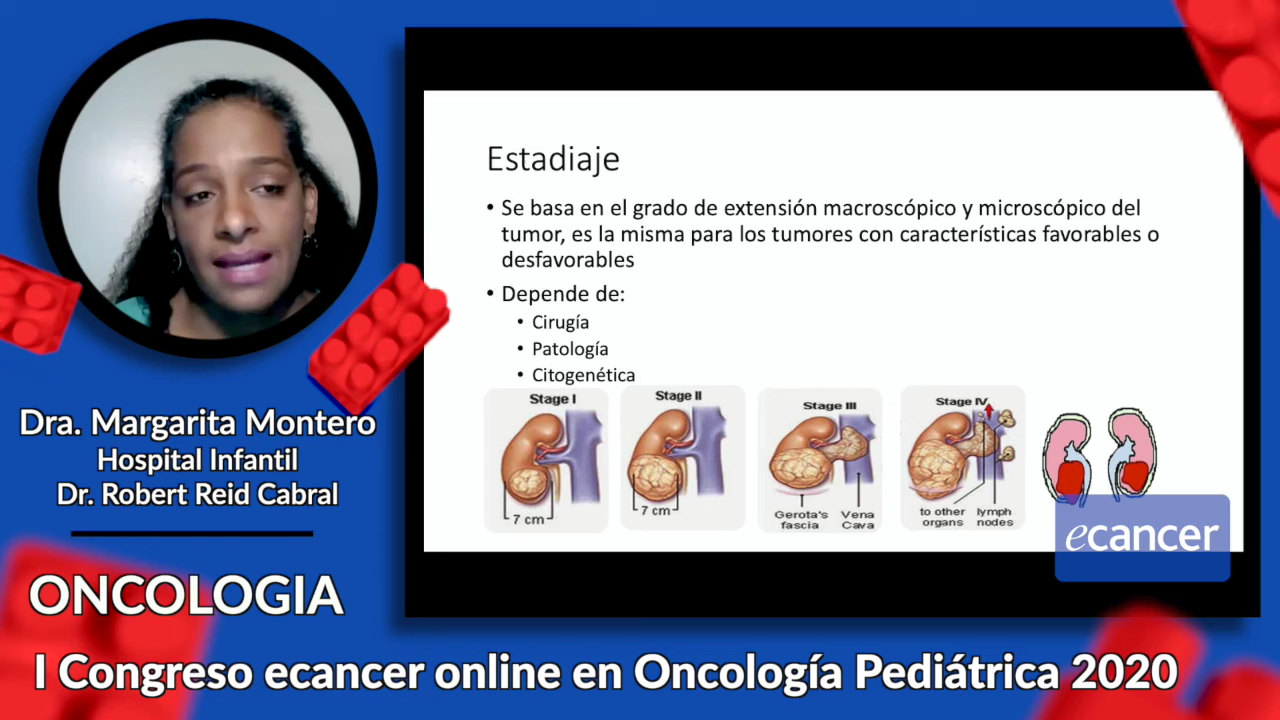 Estadiaje
• Se basa en el grado de extensión macroscópico y microscópico del
tumor, es la misma para los tumores con características favorables o
desfavorables
• Depende de:
• Cirugía
• Patología
• Citogenética
Stage I
7 cm
Stage II
7 cm
Stage III
Gerota's
fascia
Vena
Cava
Stage IV
to other
organs
lymph
nodes
ecancer
Dra. Margarita Montero
Hospital Infantil
Dr. Robert Reid Cabral
ONCOLOGIA
I Congreso ecancer online en Oncología Pediátrica 2020